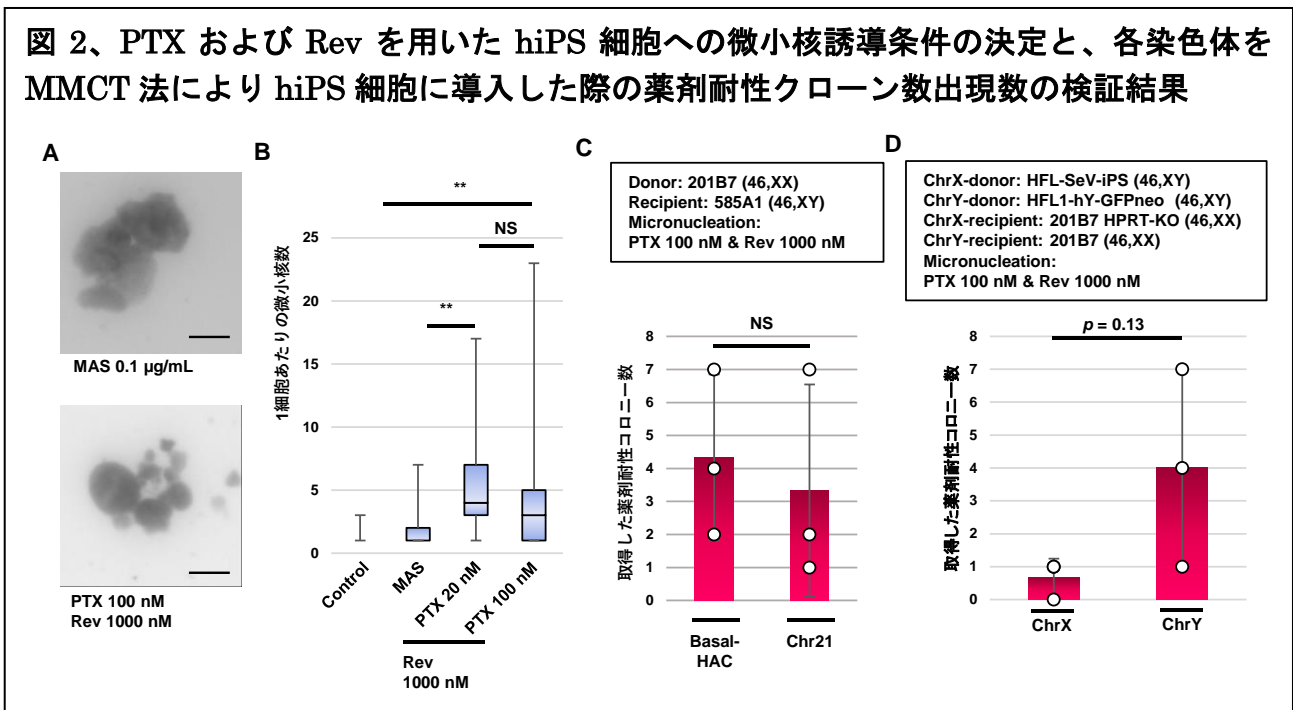 図 2、PTX および Rev を用いた hiPS 細胞への微小核誘導条件の決定と、各染色体を
MMCT 法により hiPS 細胞に導入した際の薬剤耐性クローン数出現数の検証結果
A
MAS 0.1 µg/mL
PTX 100 nM
Rev 1000 nM
B
**
NS
**
1細胞あたりの微小核数
25
20
15
10
5
0
Control
MAS
PTX 20 nM
PTX 100 nM
Rev
1000 nM
C
Donor: 201B7 (46,XX)
Recipient: 585A1 (46,XY)
Micronucleation:
PTX 100 nM & Rev 1000 nM
NS
取得した薬剤耐性コロニー数
8
7
6
5
4
3
2
1
0
Basal-
HAC
Chr21
D
ChrX-donor: HFL-SeV-iPS (46,XY)
ChrY-donor: HFL1-hY-GFPneo (46,XY)
ChrX-recipient: 201B7 HPRT-KO (46,XX)
ChrY-recipient: 201B7 (46,XX)
Micronucleation:
PTX 100 nM & Rev 1000 nM
p = 0.13
取得した薬剤耐性コロニー数
8
7
6
5
4
3
2
1
0
ChrX
ChrY